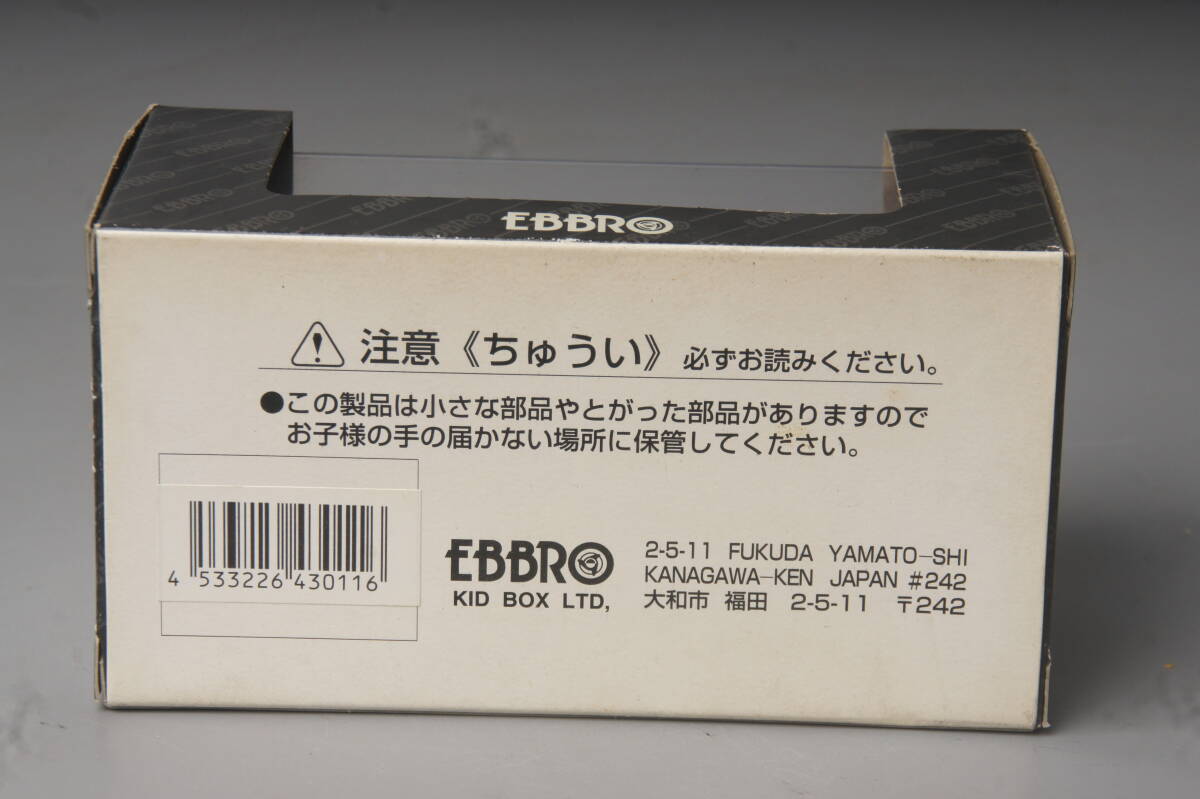 EBBRO
注意《ちゅうい》必ずお読みください。
●この製品は小さな部品やとがった部品がありますので
お子様の手の届かない場所に保管してください。
4 533226 430116
EBBRO
KID BOX LTD,
2-5-11 FUKUDA YAMATO-SHI
KANAGAWA-KEN JAPAN #242
大和市 福田 2-5-11 〒242